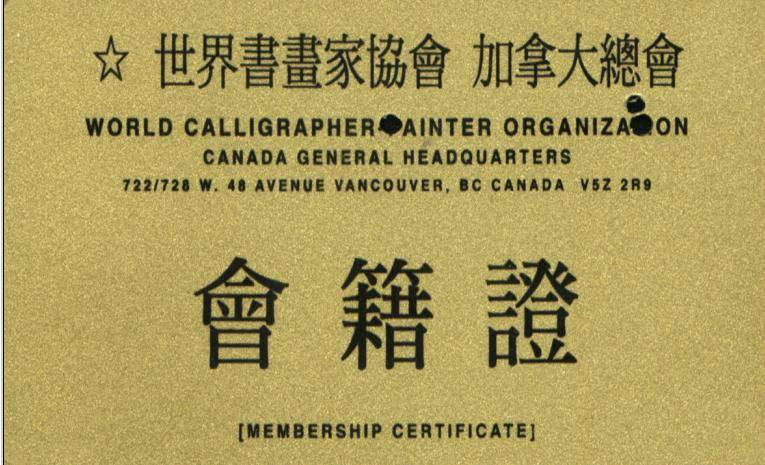 ☆ 世界書畫家協會 加拿大總會
WORLD CALLIGRAPHER ORGANIZATION
CANADA GENERAL HEADQUARTERS
722/728 W. 48 AVENUE VANCOUVER, BC CANADA V5Z 2R9
會籍證
[MEMBERSHIP CERTIFICATE]